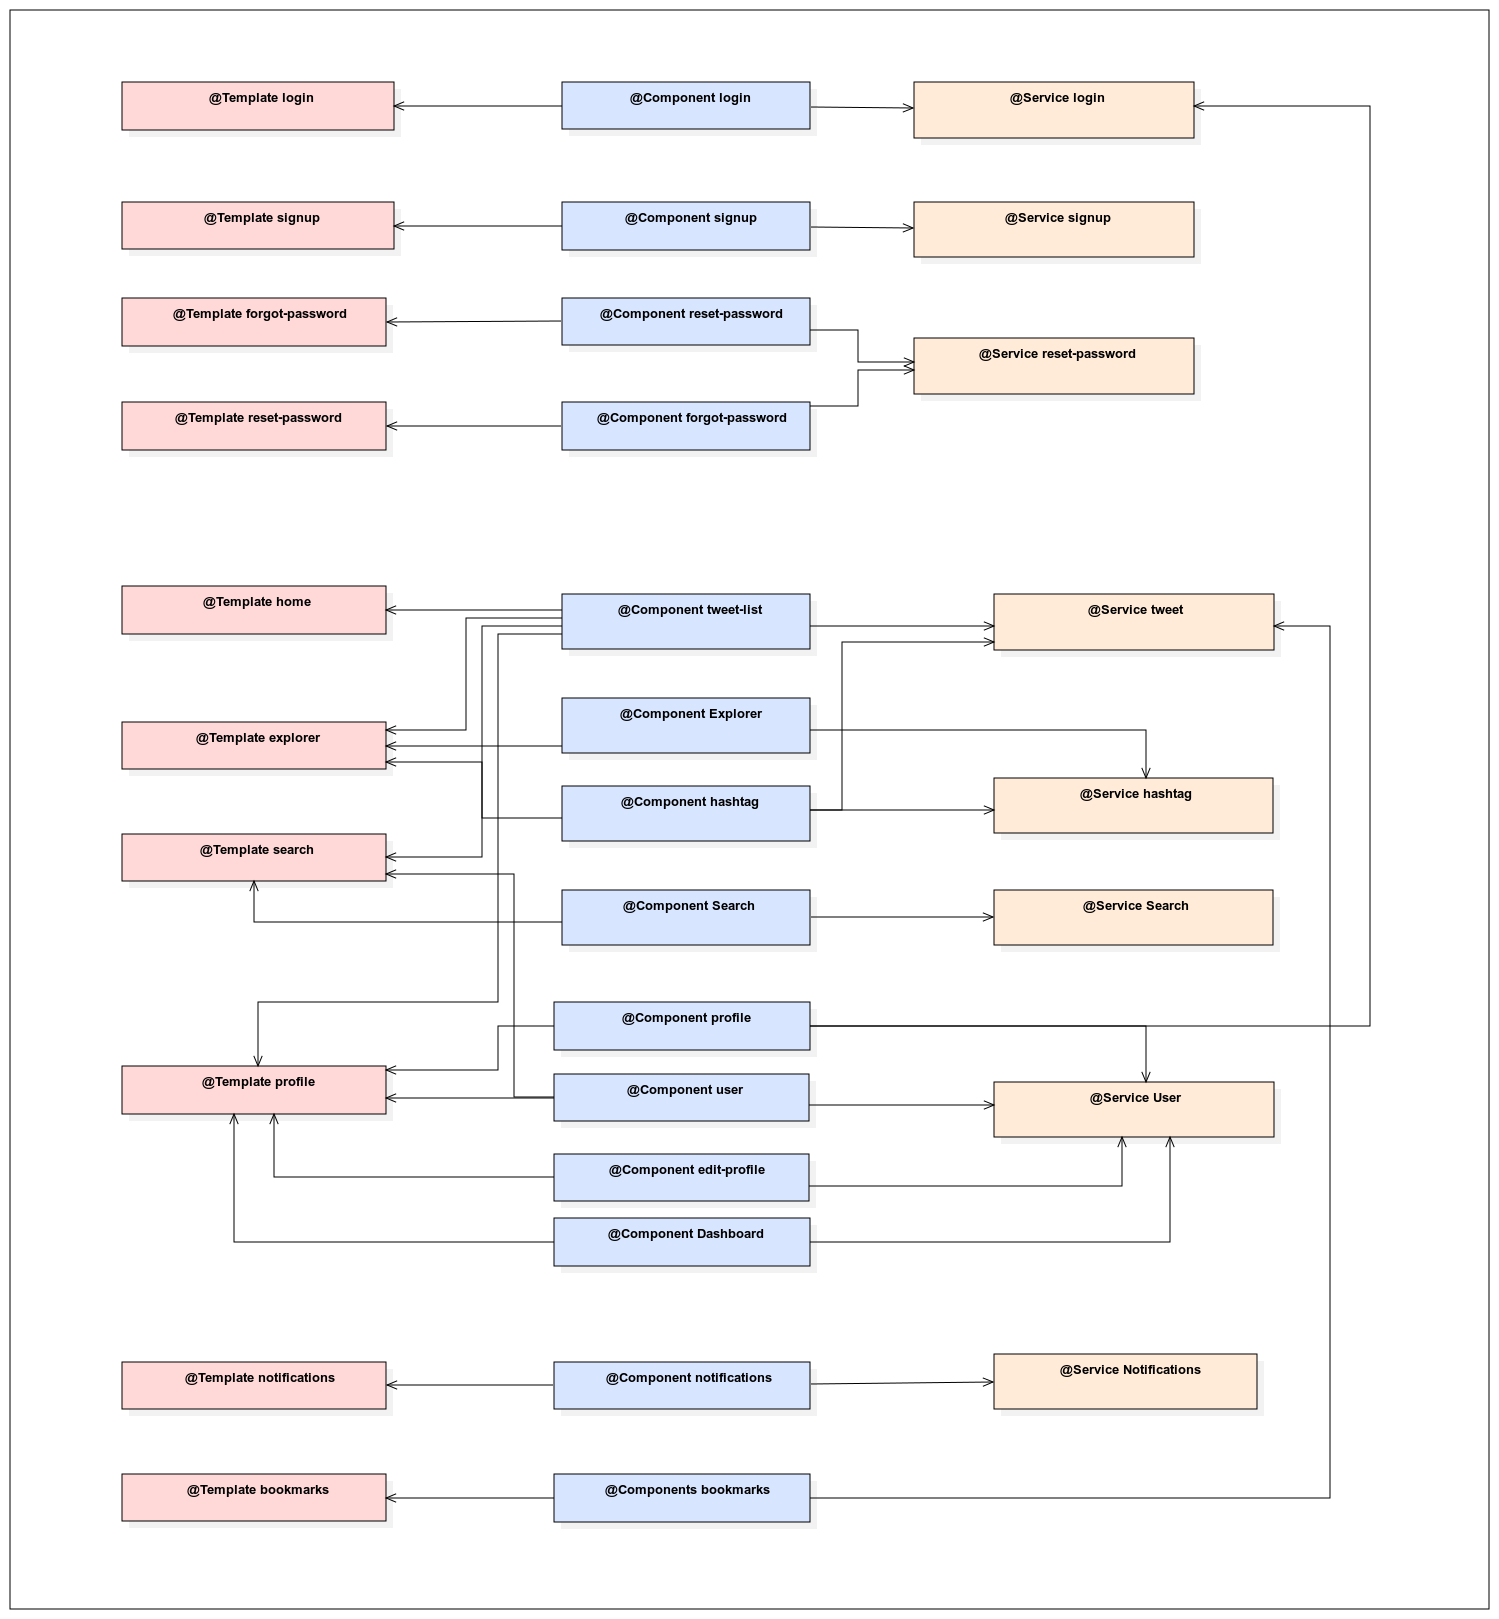 @Template login
@Component login
@Service login
@Template signup
@Component signup
@Service signup
@Template forgot-password
@Component reset-password
@Service reset-password
@Template reset-password
@Component forgot-password
@Template home
@Component tweet-list
@Service tweet
@Template explorer
@Component Explorer
@Service hashtag
@Component hashtag
@Template search
@Component Search
@Service Search
@Component profile
@Template profile
@Component user
@Service User
@Component edit-profile
@Component Dashboard
@Template notifications
@Component notifications
@Service Notifications
@Template bookmarks
@Components bookmarks